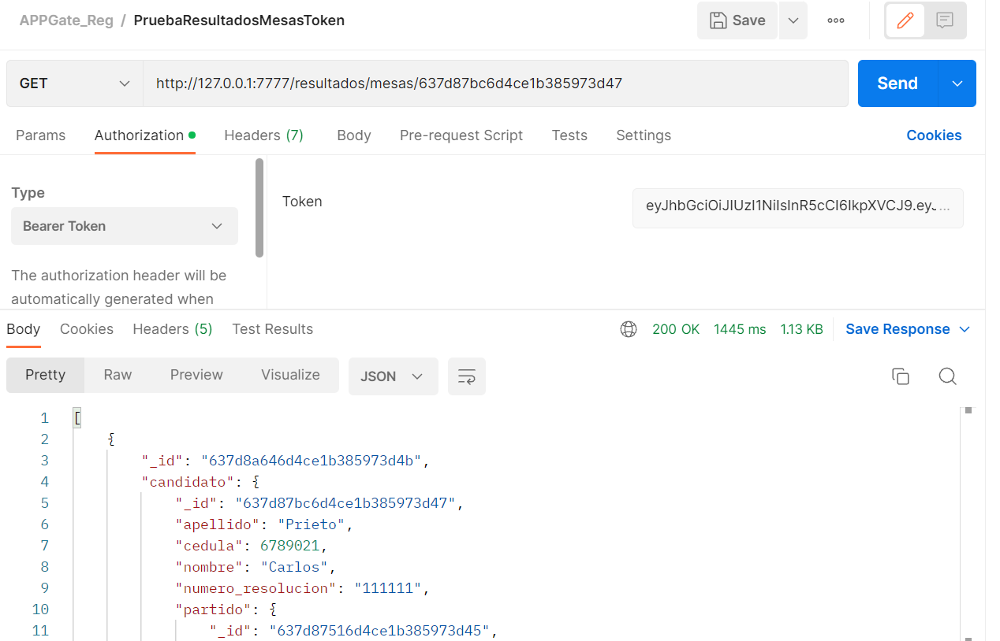 APPGate_Reg / PruebaResultadosMesasToken
Save
GET
http://127.0.0.1:7777/resultados/mesas/637d87bc6d4ce1b385973d47
Send
Params Authorization Headers (7) Body Pre-request Script Tests Settings Cookies
Type
Bearer Token
The authorization header will be
automatically generated when
Token
eyJhbGciOiJIUzI1NiIsInR5cCI6IkpXVCJ9.eyJ...
Body Cookies Headers (5) Test Results 200 OK 1445 ms 1.13 KB Save Response
Pretty Raw Preview Visualize JSON
1 [
2 {
3 "_id": "637d8a646d4ce1b385973d4b",
4 "candidato": {
5 "_id": "637d87bc6d4ce1b385973d47",
6 "apellido": "Prieto",
7 "cedula": 6789021,
8 "nombre": "Carlos",
9 "numero_resolucion": "111111",
10 "partido": {
11 "_id": "637d87516d4ce1b385973d45",